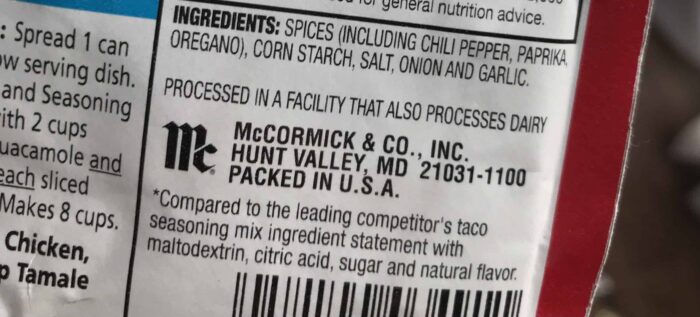 general nutrition advice.
INGREDIENTS: SPICES (INCLUDING CHILI PEPPER, PAPRIKA,
OREGANO), CORN STARCH, SALT, ONION AND GARLIC.
PROCESSED IN A FACILITY THAT ALSO PROCESSES DAIRY
Mc
McCORMICK & CO., INC.
HUNT VALLEY, MD 21031-1100
PACKED IN U.S.A.
*Compared to the leading competitor's taco
seasoning mix ingredient statement with
maltodextrin, citric acid, sugar and natural flavor.
: Spread 1 can
ow serving dish.
and Seasoning
ith 2 cups
uacamole and
each sliced
Makes 8 cups.
Chicken,
p Tamale